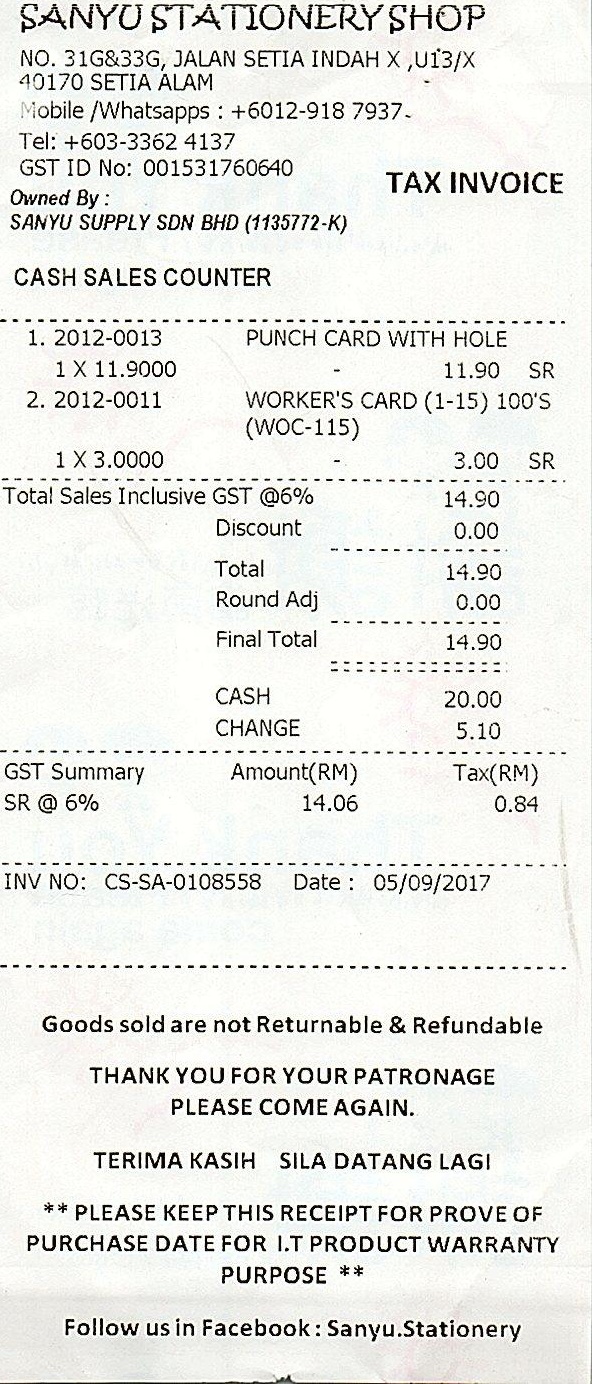 SANYU STATIONERY SHOP
NO. 31G&33G, JALAN SETIA INDAH X ,U13/X
40170 SETIA ALAM
Mobile /Whatsapps : +6012-918 7937
Tel: +603-3362 4137
GST ID No: 001531760640
TAX INVOICE
Owned By :
SANYU SUPPLY SDN BHD (1135772-K)
CASH SALES COUNTER
1. 2012-0013 PUNCH CARD WITH HOLE
1 X 11.9000 - 11.90 SR
2. 2012-0011 WORKER'S CARD (1-15) 100'S
(WOC-115)
1 X 3.0000 - 3.00 SR
Total Sales Inclusive GST @6% 14.90
Discount 0.00
Total 14.90
Round Adj 0.00
Final Total 14.90
CASH 20.00
CHANGE 5.10
GST Summary Amount(RM) Tax(RM)
SR @ 6% 14.06 0.84
INV NO: CS-SA-0108558 Date : 05/09/2017
Goods sold are not Returnable & Refundable
THANK YOU FOR YOUR PATRONAGE
PLEASE COME AGAIN.
TERIMA KASIH SILA DATANG LAGI
** PLEASE KEEP THIS RECEIPT FOR PROVE OF
PURCHASE DATE FOR I.T PRODUCT WARRANTY
PURPOSE **
Follow us in Facebook : Sanyu.Stationery